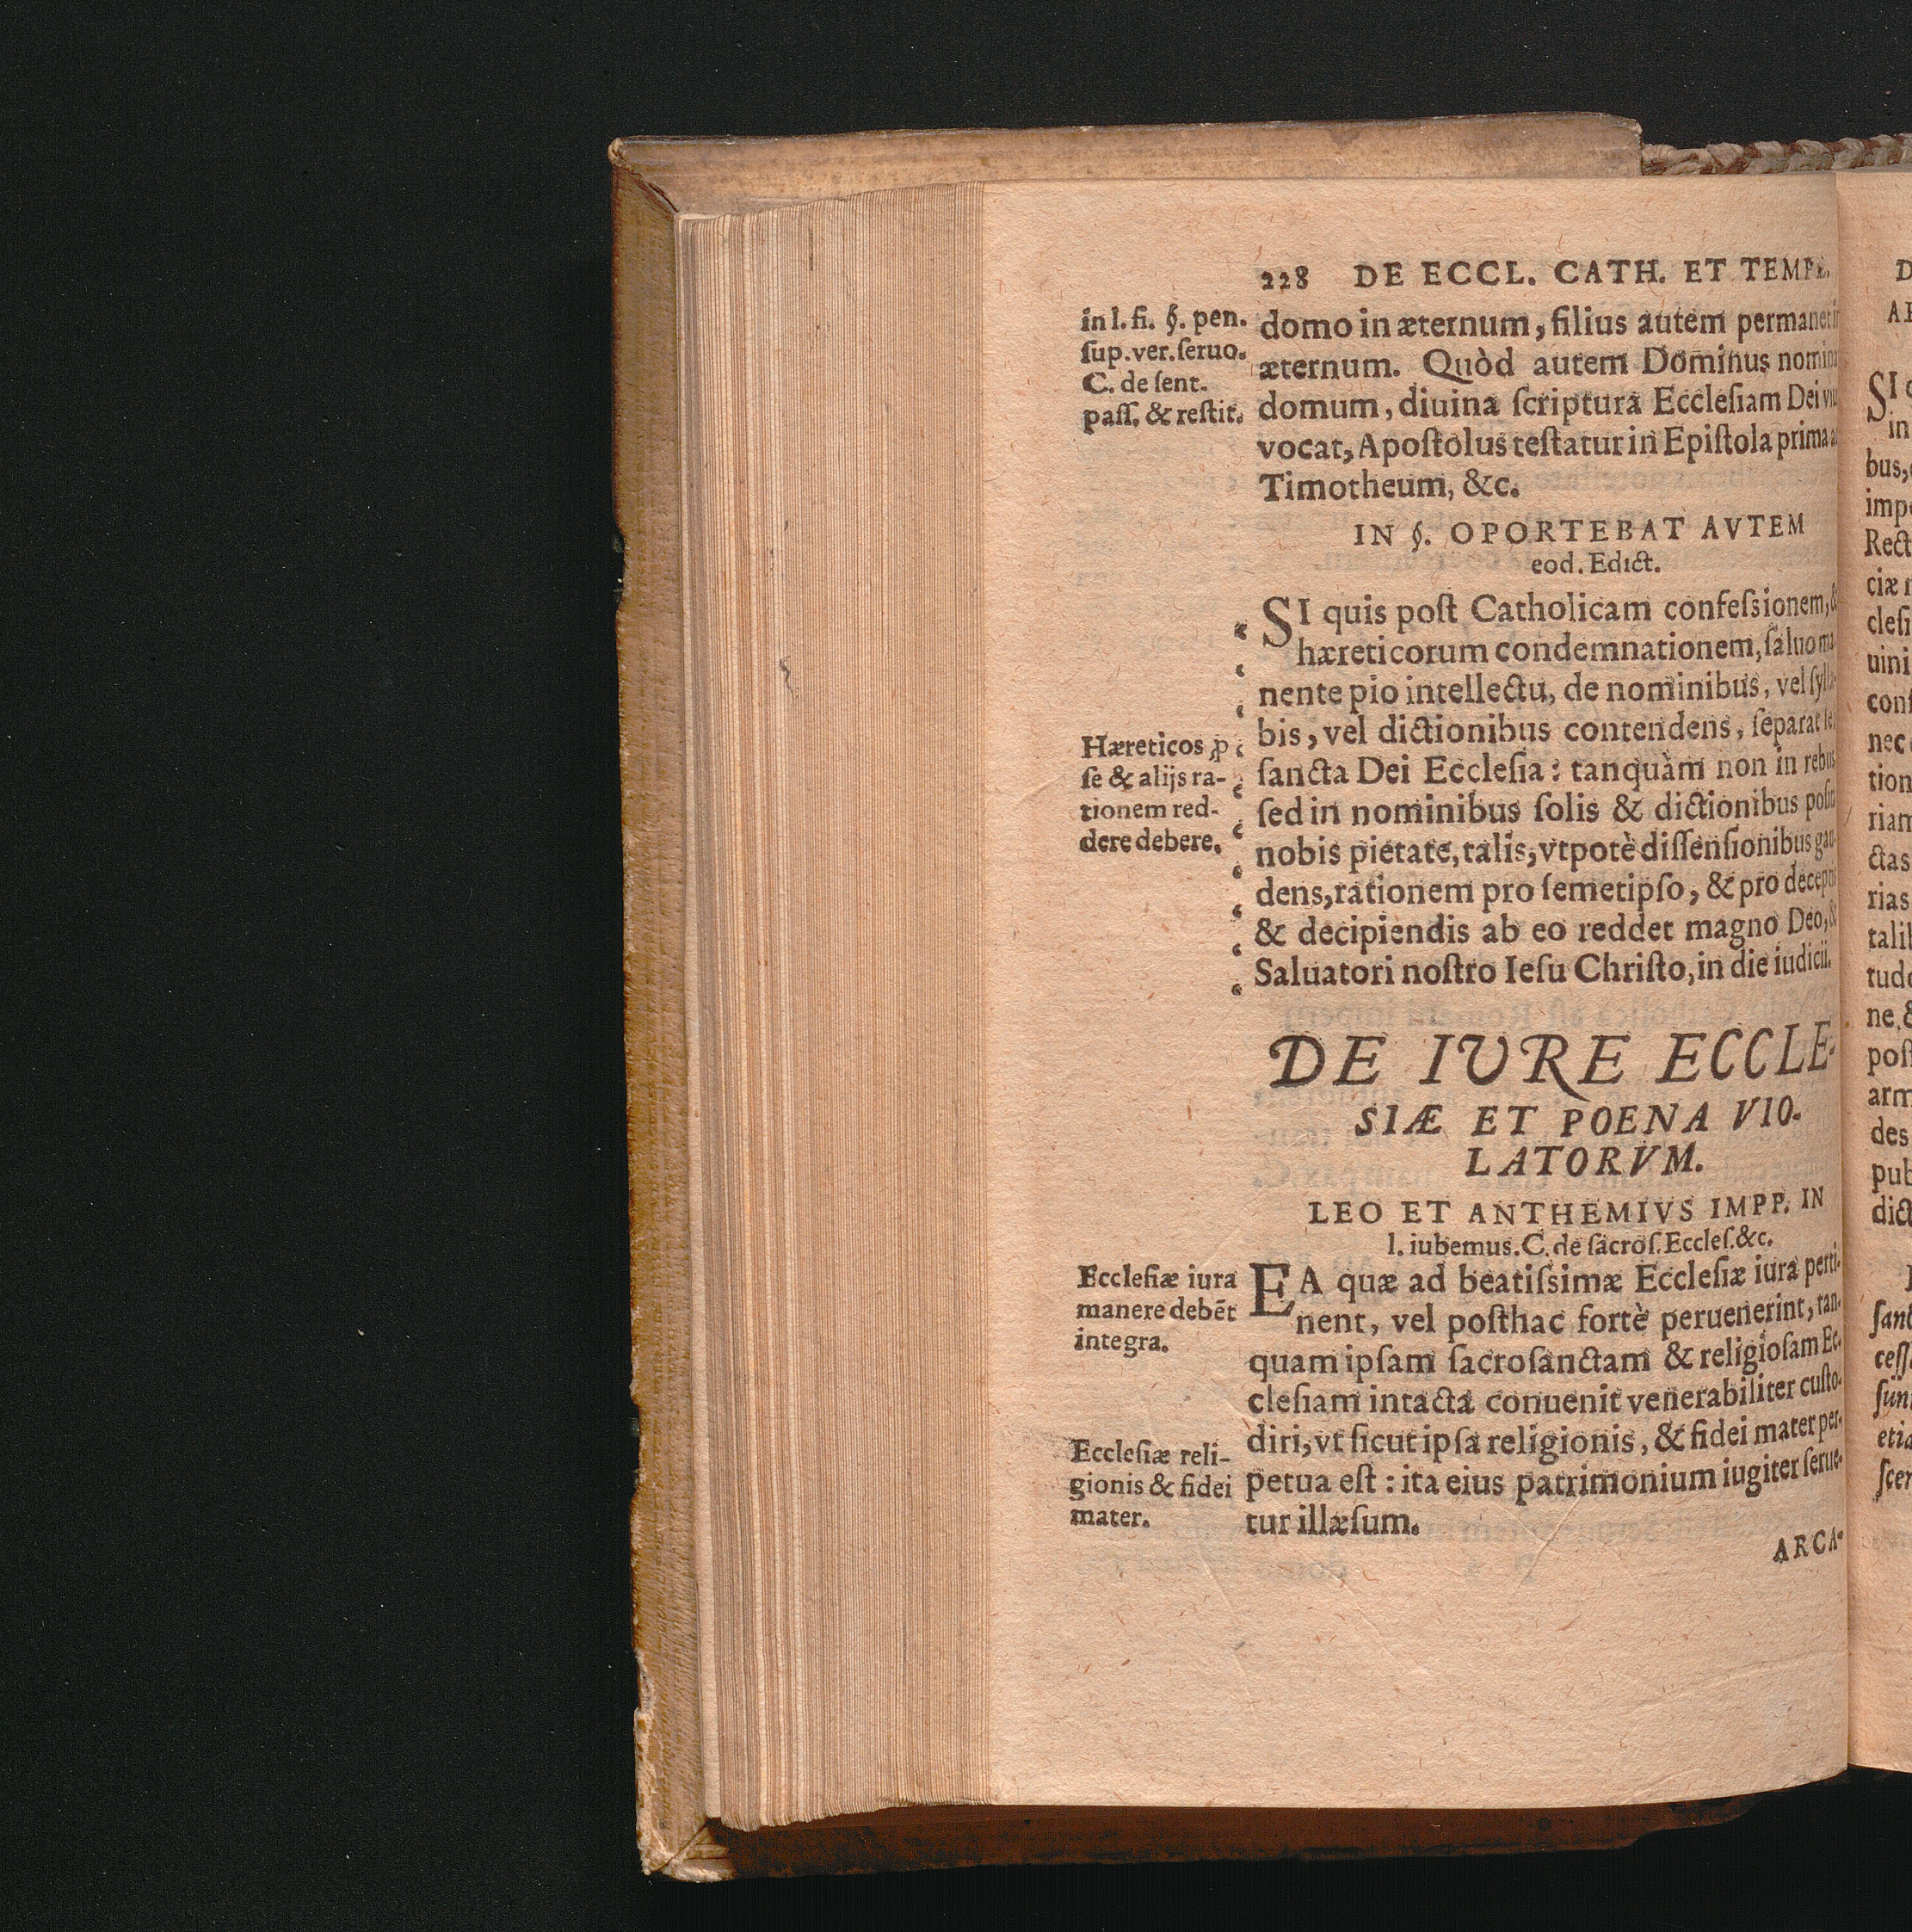 228 DE ECCL. CATH. ET TEMPL.
in l. fi. §. pen.
sup. ver. seruo.
C. de sent.
pass. & restit.
domo in æternum, filius autem permanet in
æternum. Quòd autem Dominus nomine
domum, diuina scriptura Ecclesiam Dei viui
vocat, Apostolus testatur in Epistola prima ad
Timotheum, &c.
IN §. OPORTEBAT AVTEM
eod. Edict.
SI quis post Catholicam confessionem, &
hæreticorum condemnationem, saluo ma-
nente pio intellectu, de nominibus, vel sylla-
bis, vel dictionibus contendens, separat se
sancta Dei Ecclesia: tanquàm non in rebus
sed in nominibus solis & dictionibus posita
nobis pietate, talis, vtpotè dissensionibus gau-
dens, rationem pro semetipso, & pro deceptis
& decipiendis ab eo reddet magno Deo, &
Saluatori nostro Iesu Christo, in die iudicii.
Hæreticos ꝓ
se & alijs ra-
tionem red-
dere debere.
DE IVRE ECCLE-
SIÆ ET POENA VIO-
LATORVM.
LEO ET ANTHEMIVS IMPP. IN
l. iubemus. C. de sacros. Eccles. &c.
Ecclesiæ iura
manere debēt
integra.
EA quæ ad beatissimæ Ecclesiæ iura perti-
nent, vel posthac fortè peruenerint, tan-
quam ipsam sacrosanctam & religiosam Ec-
clesiam intacta conuenit venerabiliter custo-
diri, vt sicut ipsa religionis, & fidei mater per-
petua est: ita eius patrimonium iugiter serue-
tur illæsum.
Ecclesiæ reli-
gionis & fidei
mater.
ARCA-